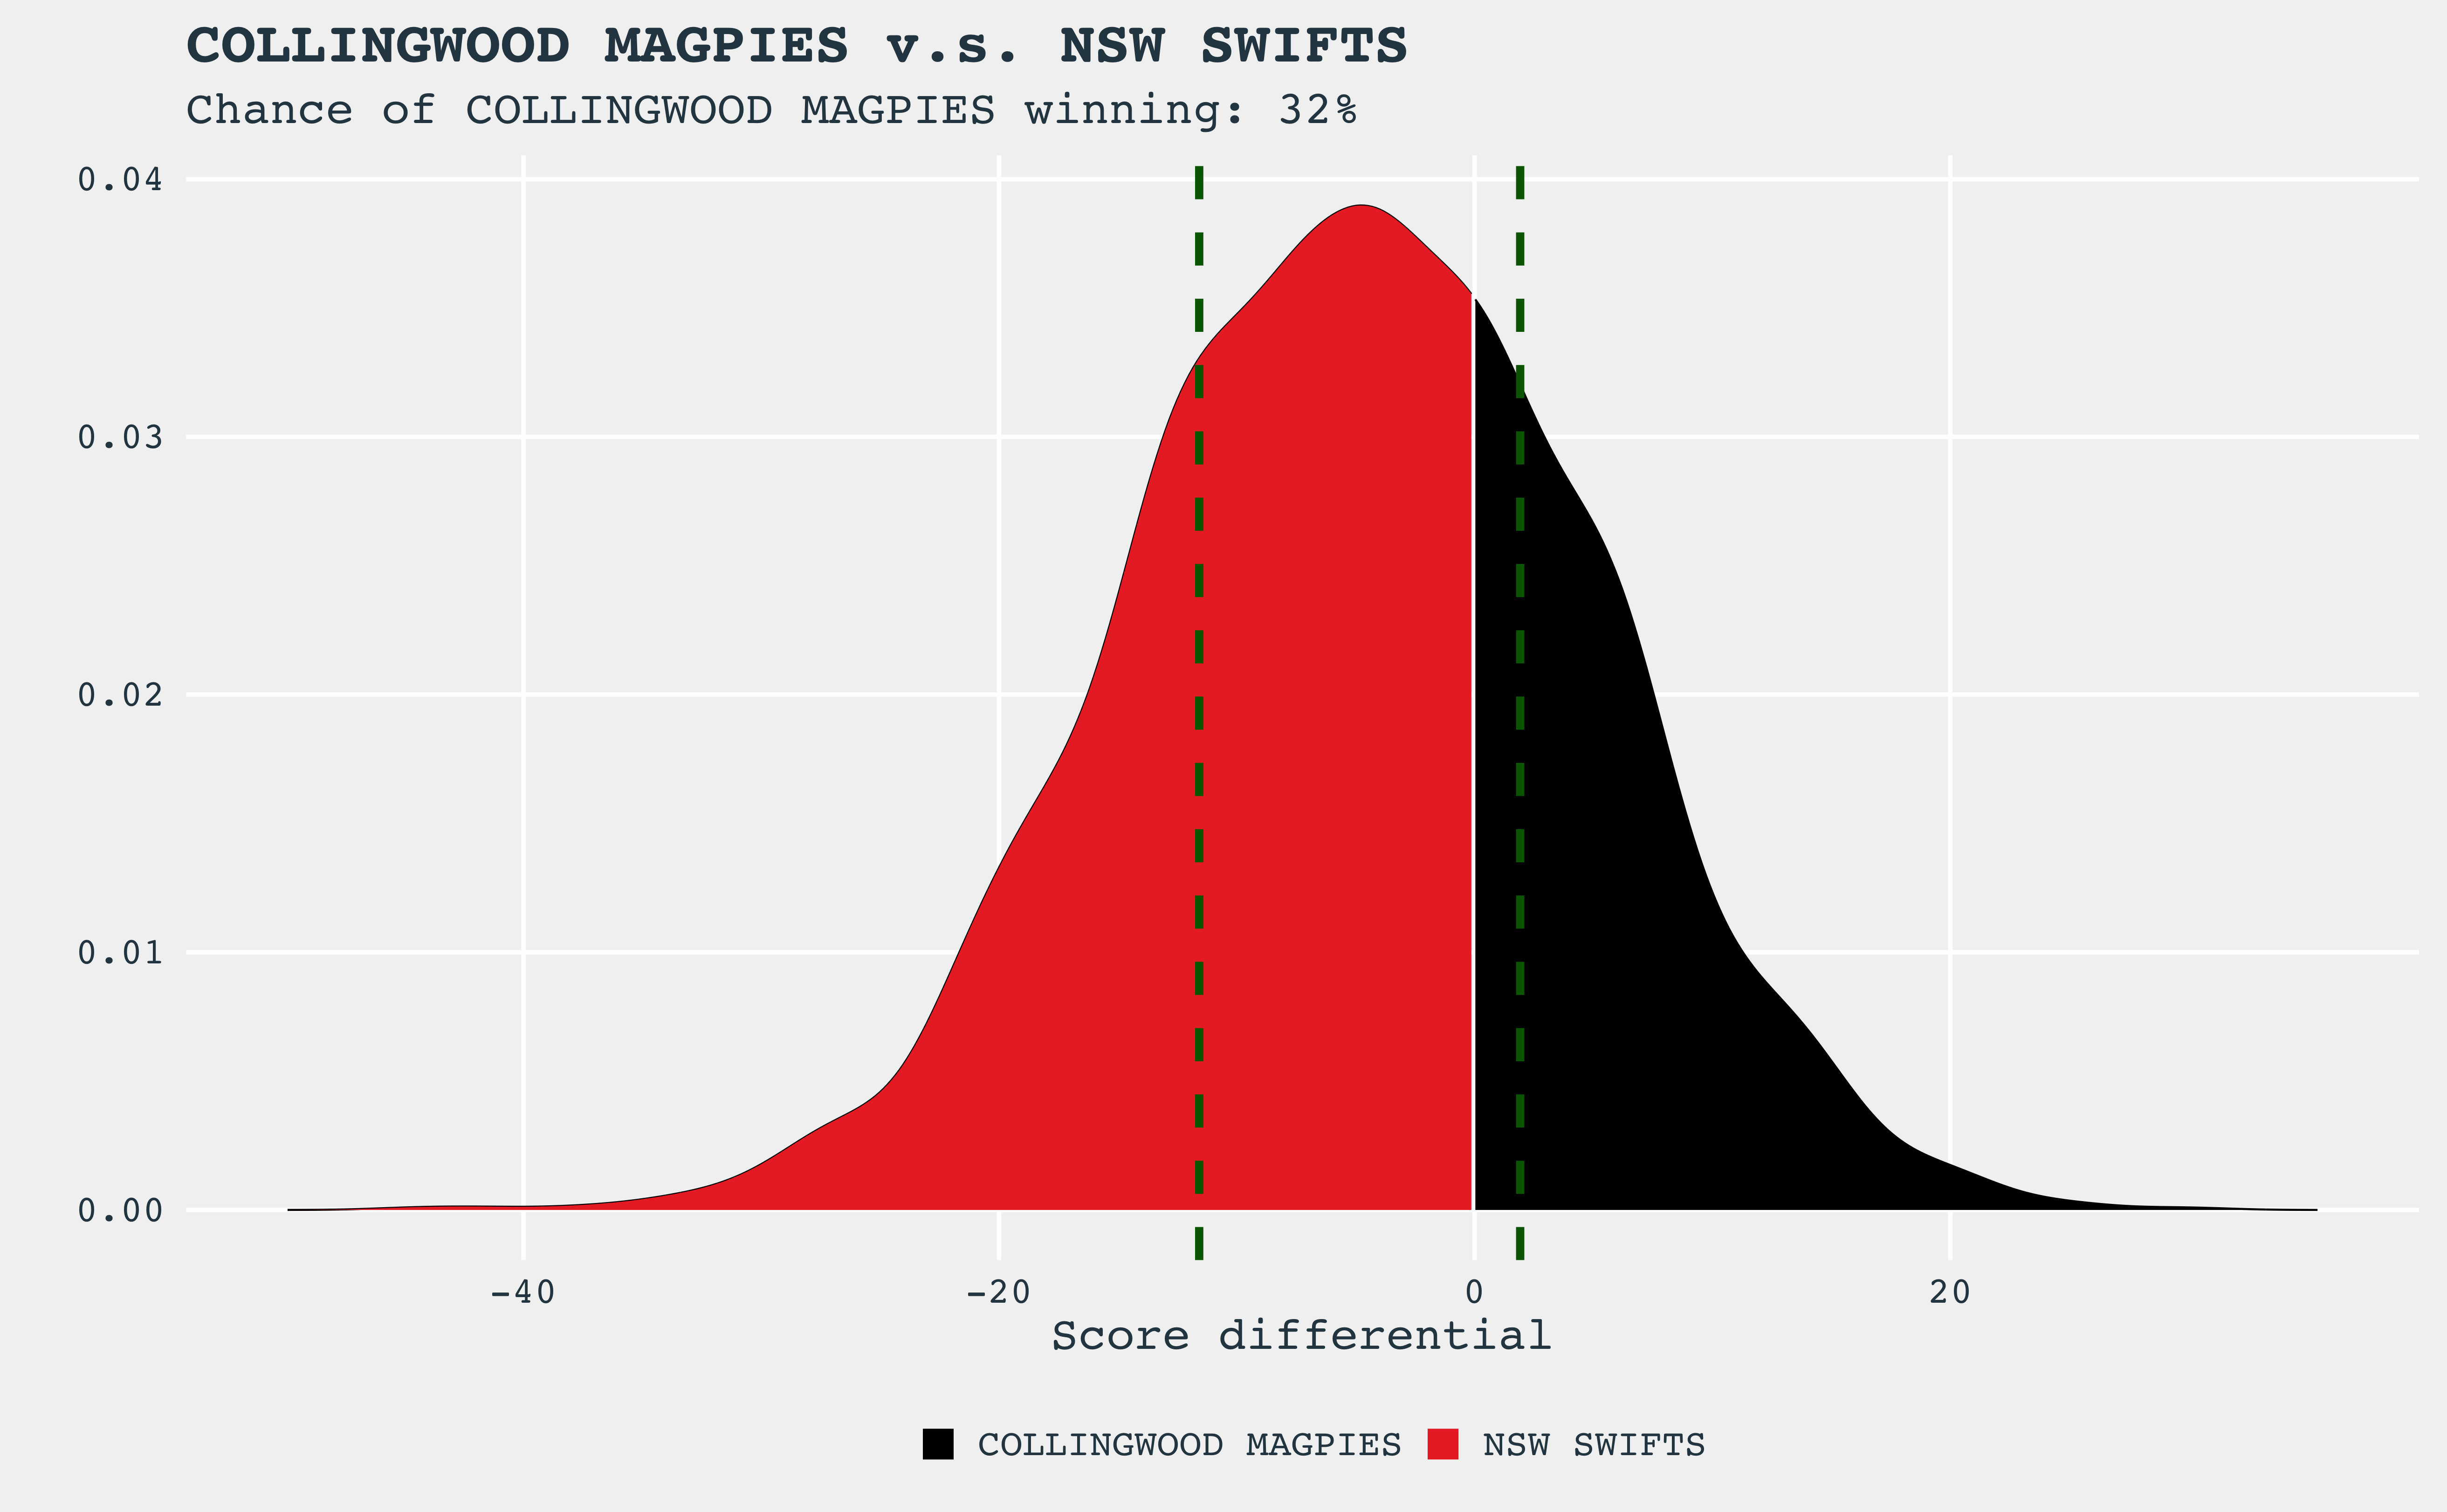 COLLINGWOOD MAGPIES v.s. NSW SWIFTS
Chance of COLLINGWOOD MAGPIES winning: 32%
0.04
0.03
0.02
0.01
0.00
-40 -20 0 20
Score differential
COLLINGWOOD MAGPIES NSW SWIFTS